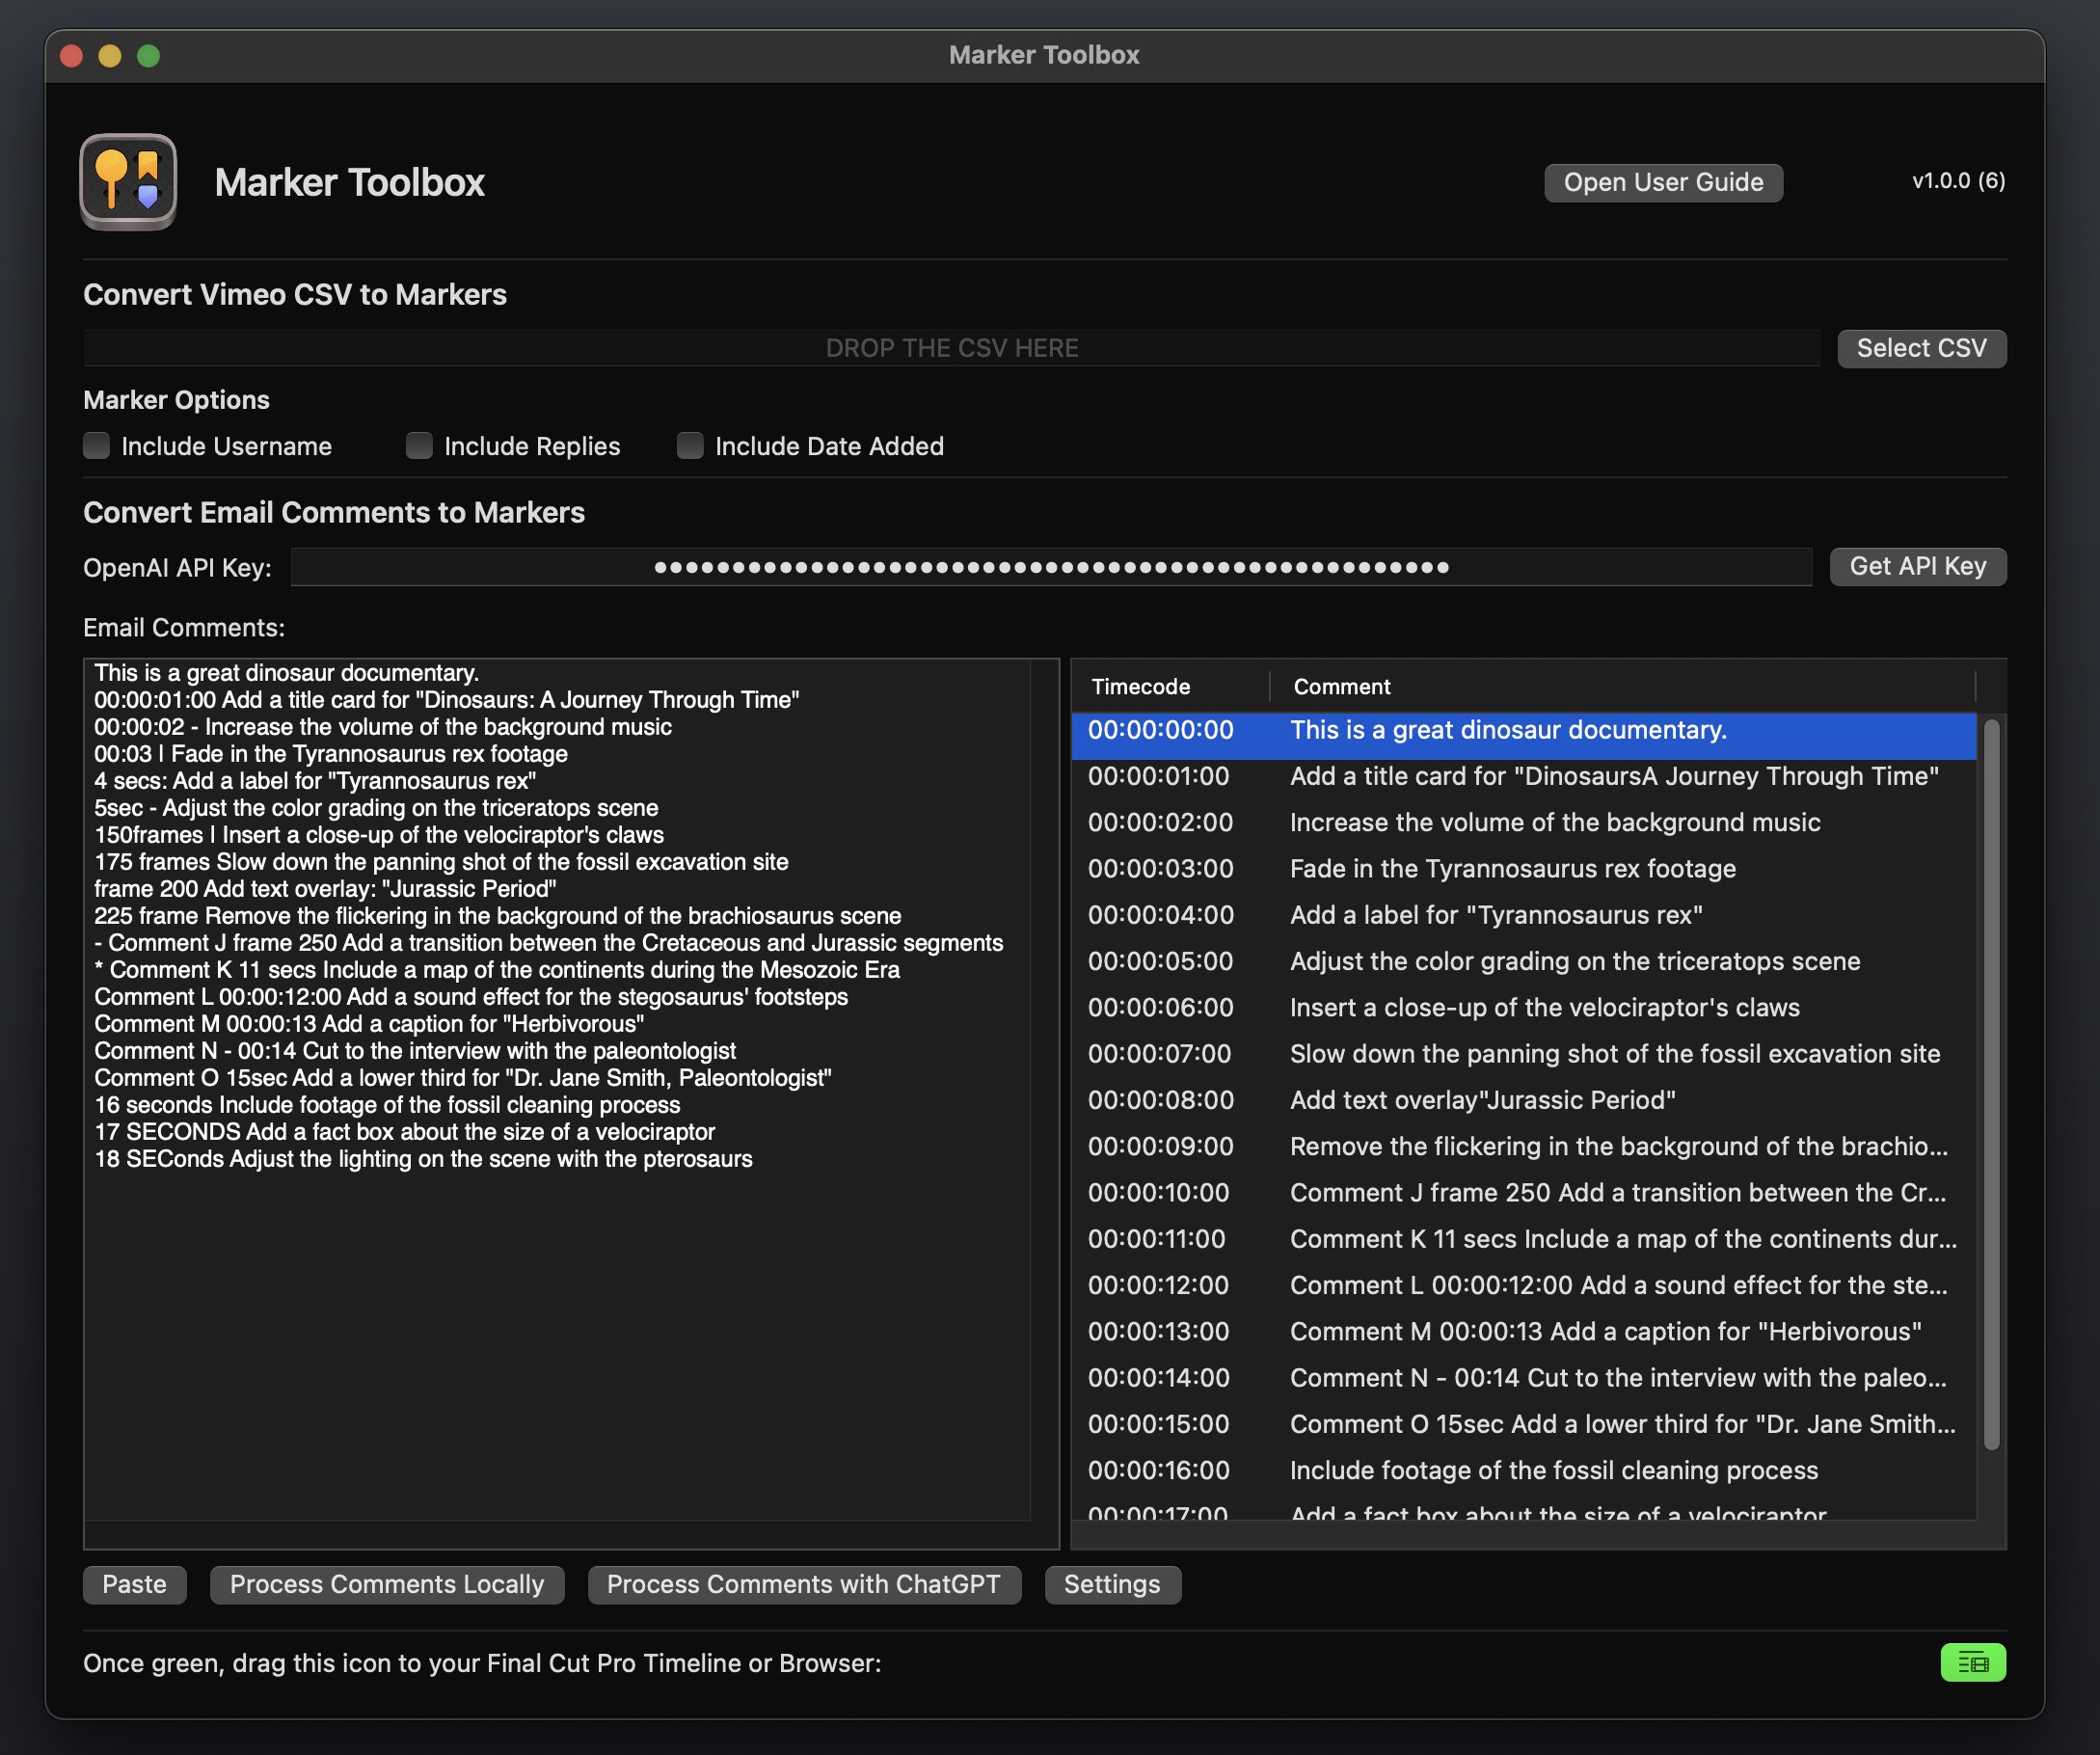 Marker Toolbox
Marker Toolbox
Open User Guide
v1.0.0 (6)
Convert Vimeo CSV to Markers
DROP THE CSV HERE
Select CSV
Marker Options
Include Username
Include Replies
Include Date Added
Convert Email Comments to Markers
OpenAI API Key:
Get API Key
Email Comments:
This is a great dinosaur documentary.
00:00:01:00 Add a title card for "Dinosaurs: A Journey Through Time"
00:00:02 - Increase the volume of the background music
00:03 | Fade in the Tyrannosaurus rex footage
4 secs: Add a label for "Tyrannosaurus rex"
5sec - Adjust the color grading on the triceratops scene
150frames | Insert a close-up of the velociraptor's claws
175 frames Slow down the panning shot of the fossil excavation site
frame 200 Add text overlay: "Jurassic Period"
225 frame Remove the flickering in the background of the brachiosaurus scene
- Comment J frame 250 Add a transition between the Cretaceous and Jurassic segments
* Comment K 11 secs Include a map of the continents during the Mesozoic Era
Comment L 00:00:12:00 Add a sound effect for the stegosaurus' footsteps
Comment M 00:00:13 Add a caption for "Herbivorous"
Comment N - 00:14 Cut to the interview with the paleontologist
Comment O 15sec Add a lower third for "Dr. Jane Smith, Paleontologist"
16 seconds Include footage of the fossil cleaning process
17 SECONDS Add a fact box about the size of a velociraptor
18 SEConds Adjust the lighting on the scene with the pterosaurs
Timecode Comment
00:00:00:00 This is a great dinosaur documentary.
00:00:01:00 Add a title card for "DinosaursA Journey Through Time"
00:00:02:00 Increase the volume of the background music
00:00:03:00 Fade in the Tyrannosaurus rex footage
00:00:04:00 Add a label for "Tyrannosaurus rex"
00:00:05:00 Adjust the color grading on the triceratops scene
00:00:06:00 Insert a close-up of the velociraptor's claws
00:00:07:00 Slow down the panning shot of the fossil excavation site
00:00:08:00 Add text overlay"Jurassic Period"
00:00:09:00 Remove the flickering in the background of the brachio...
00:00:10:00 Comment J frame 250 Add a transition between the Cr...
00:00:11:00 Comment K 11 secs Include a map of the continents dur...
00:00:12:00 Comment L 00:00:12:00 Add a sound effect for the ste...
00:00:13:00 Comment M 00:00:13 Add a caption for "Herbivorous"
00:00:14:00 Comment N - 00:14 Cut to the interview with the paleo...
00:00:15:00 Comment O 15sec Add a lower third for "Dr. Jane Smith...
00:00:16:00 Include footage of the fossil cleaning process
00:00:17:00 Add a fact box about the size of a velociraptor
Paste
Process Comments Locally
Process Comments with ChatGPT
Settings
Once green, drag this icon to your Final Cut Pro Timeline or Browser: